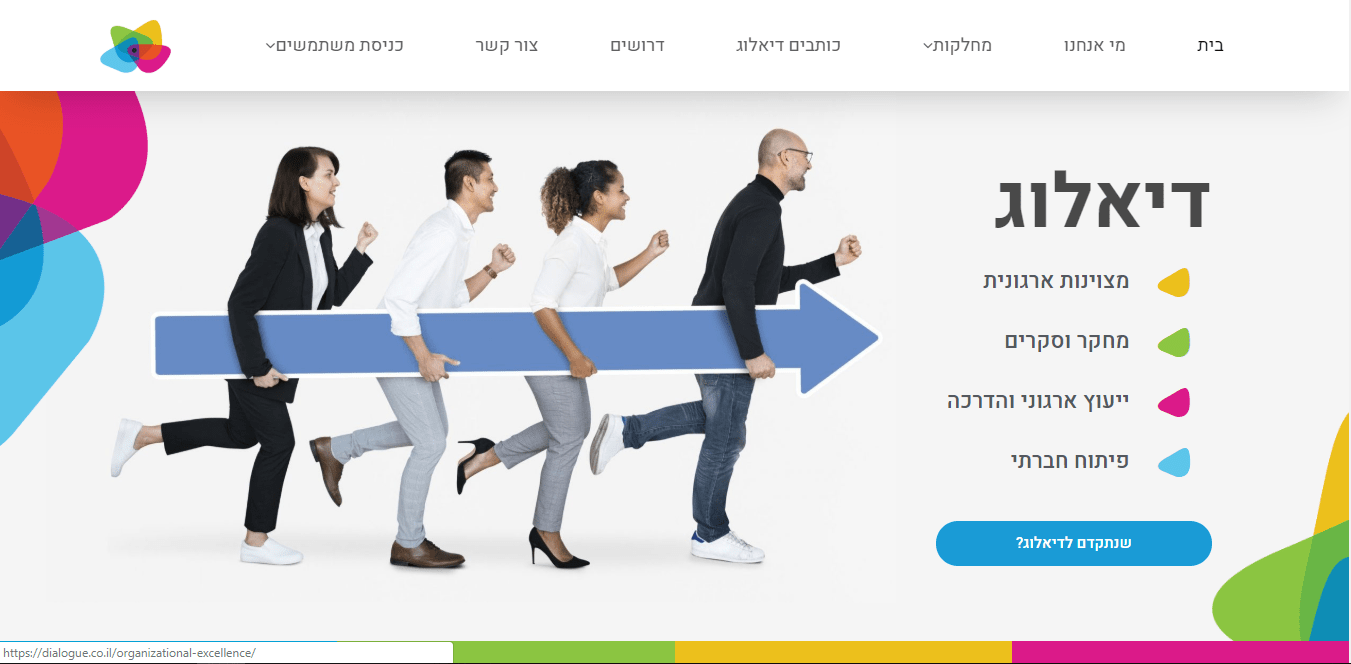 בית
מי אנחנו
מחלקות
כותבים דיאלוג
דרושים
צור קשר
כניסת משתמשים
דיאלוג
מצוינות ארגונית
מחקר וסקרים
ייעוץ ארגוני והדרכה
פיתוח חברתי
שנתקדם לדיאלוג?
https://dialogue.co.il/organizational-excellence/